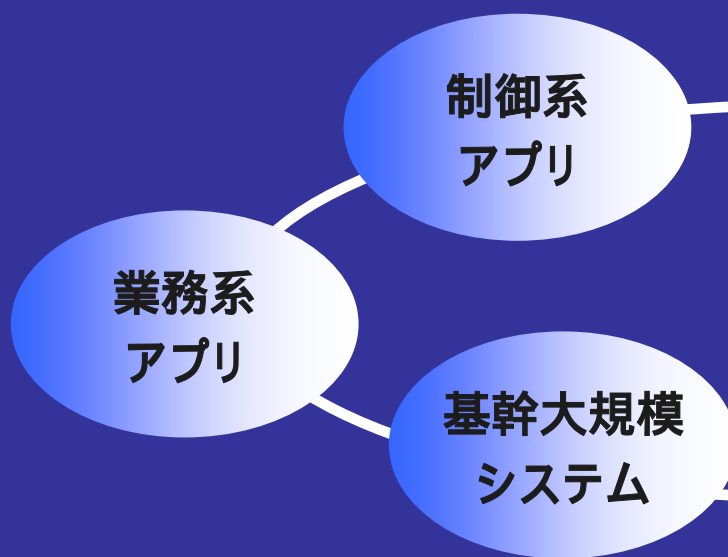 制御系
アプリ
業務系
アプリ
基幹大規模
システム